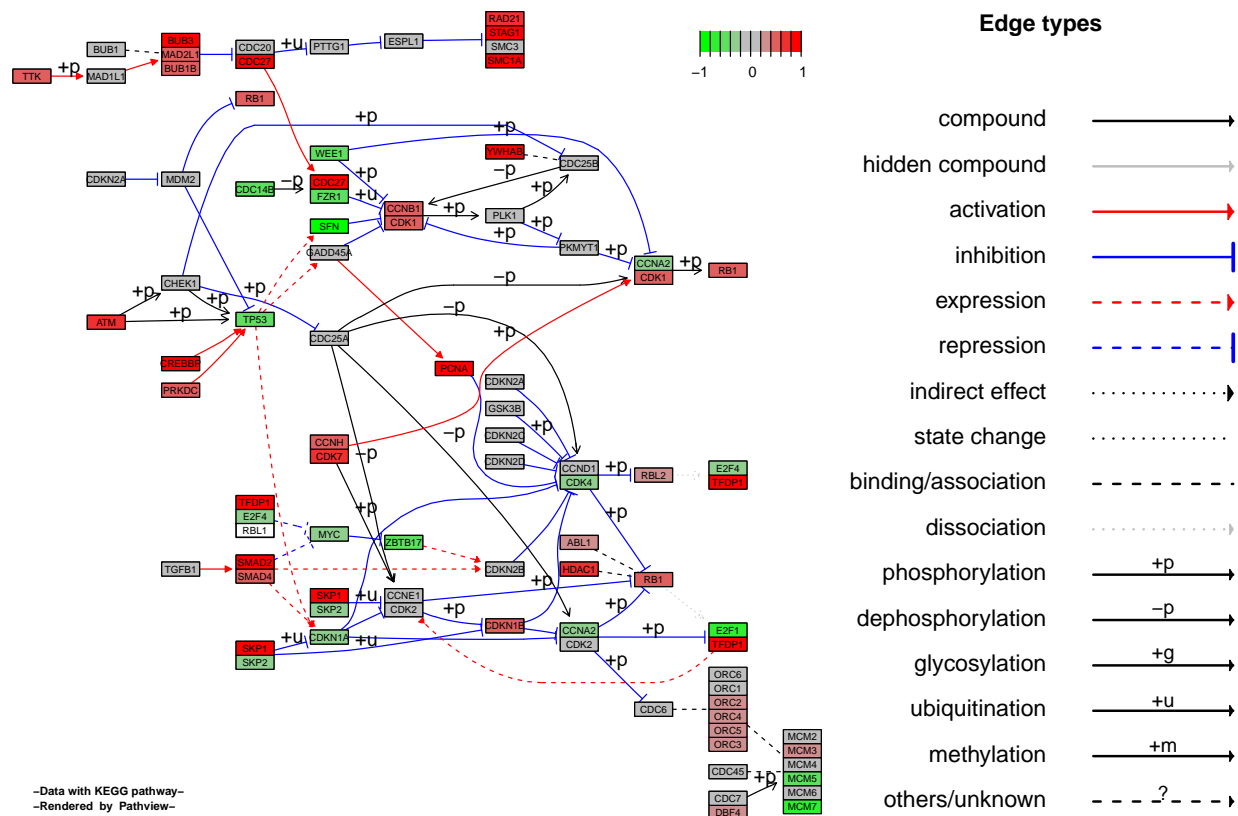 Edge types
−1
0
1
compound
hidden compound
activation
inhibition
expression
repression
indirect effect
state change
binding/association
dissociation
phosphorylation
+p
dephosphorylation
−p
glycosylation
+g
ubiquitination
+u
methylation
+m
others/unknown
?
TTK
+p
BUB1
MAD1L1
BUB3
MAD2L1
BUB1B
CDC20
CDC27
+u
PTTG1
ESPL1
RAD21
STAG1
SMC3
SMC1A
RB1
+p
WEE1
+p
YWHAB
CDC25B
CDKN2A
MDM2
CDC14B
−p
CDC27
FZR1
+p
+u
−p
CCNB1
CDK1
+p
PLK1
+p
SFN
GADD45A
+p
+p
PKMYT1
+p
CCNA2
CDK1
+p
RB1
CHEK1
+p
+p
+p
+p
ATM
TP53
−p
CDC25A
−p
+p
CREBBP
PRKDC
PCNA
CDKN2A
GSK3B
+p
CDKN2C
CDKN2D
CCNH
CDK7
−p
−p
CCND1
CDK4
+p
RBL2
E2F4
TFDP1
TFDP1
E2F4
RBL1
MYC
ZBTB17
+p
+p
ABL1
TGFB1
SMAD2
SMAD4
CDKN2B
HDAC1
RB1
SKP1
SKP2
+u
CCNE1
CDK2
+p
+p
+p
CDKN1B
CDKN1A
+u
+u
SKP1
SKP2
CCNA2
CDK2
+p
E2F1
TFDP1
+p
CDC6
ORC6
ORC1
ORC2
ORC4
ORC5
ORC3
MCM2
MCM3
MCM4
MCM5
MCM6
MCM7
CDC45
+p
CDC7
DBF4
−Data with KEGG pathway−
−Rendered by Pathview−